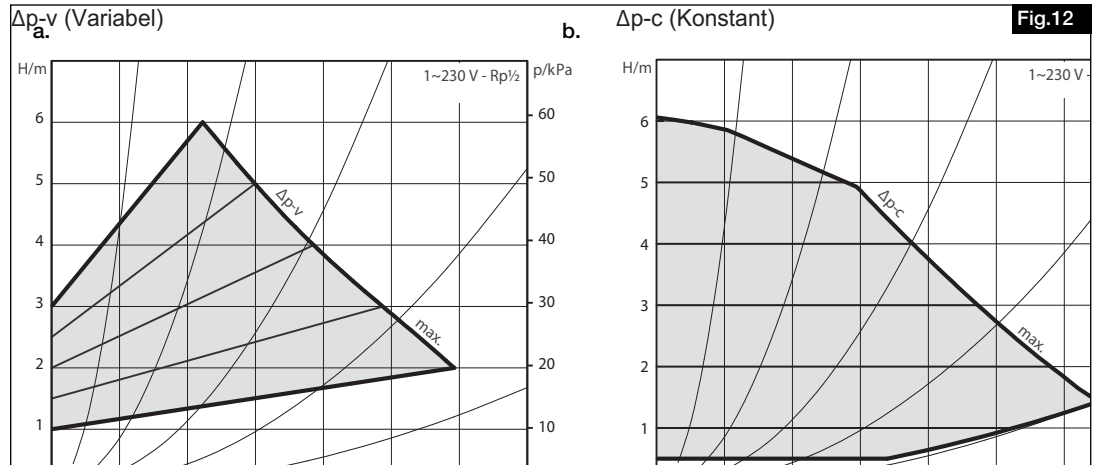 Δp-v (Variabel)
a.
b.
Δp-c (Konstant)
Fig.12
H/m
1~230 V - Rp½
p/kPa
6
5
4
3
2
1
60
50
40
30
20
10
Δp-v
max.
H/m
1~230 V -
6
5
4
3
2
1
Δp-c
max.